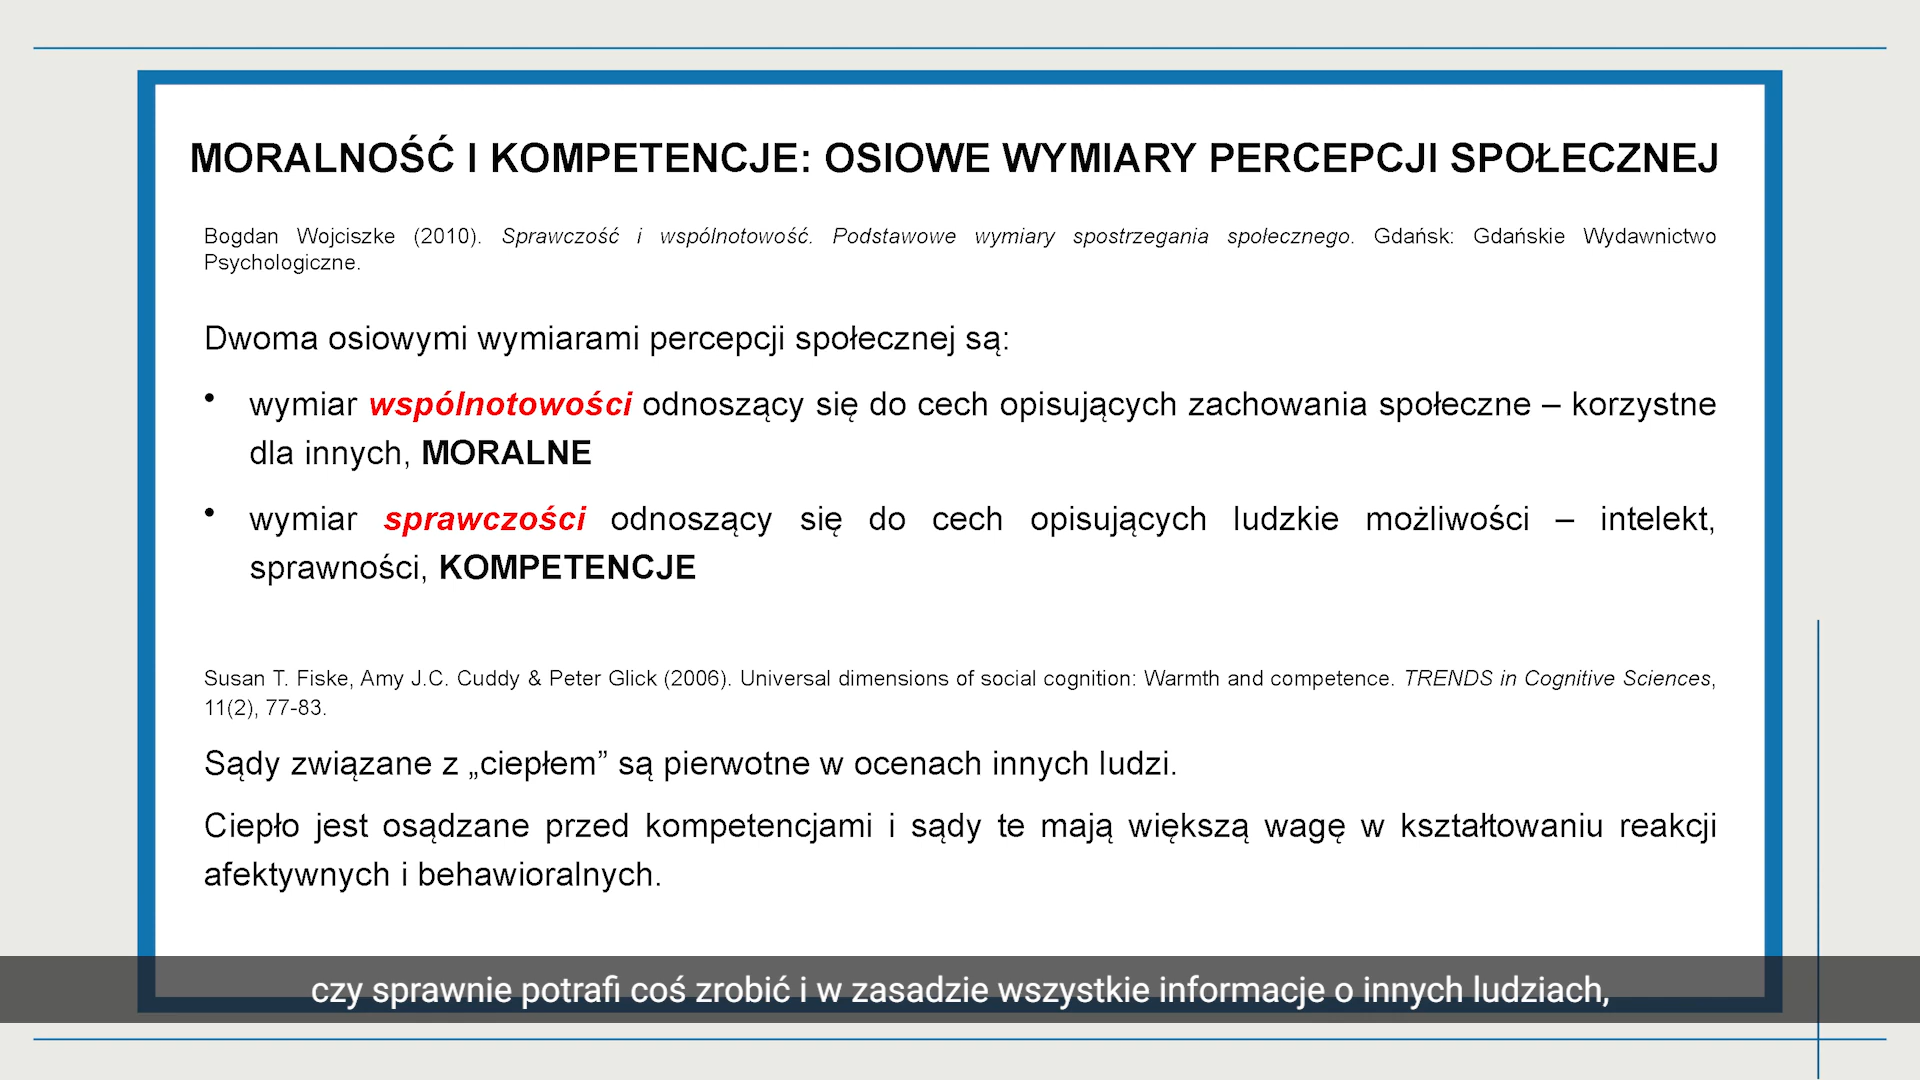 MORALNOŚĆ I KOMPETENCJE: OSIOWE WYMIARY PERCEPCJI SPOŁECZNEJ
Bogdan Wojciszke (2010). Sprawczość i wspólnotowość. Podstawowe wymiary spostrzegania społecznego. Gdańsk: Gdańskie Wydawnictwo
Psychologiczne.
Dwoma osiowymi wymiarami percepcji społecznej są:
• wymiar wspólnotowości odnoszący się do cech opisujących zachowania społeczne – korzystne
dla innych, MORALNE
• wymiar sprawczości odnoszący się do cech opisujących ludzkie możliwości – intelekt,
sprawności, KOMPETENCJE
Susan T. Fiske, Amy J.C. Cuddy & Peter Glick (2006). Universal dimensions of social cognition: Warmth and competence. TRENDS in Cognitive Sciences,
11(2), 77-83.
Sądy związane z „ciepłem” są pierwotne w ocenach innych ludzi.
Ciepło jest osądzane przed kompetencjami i sądy te mają większą wagę w kształtowaniu reakcji
afektywnych i behawioralnych.
czy sprawnie potrafi coś zrobić i w zasadzie wszystkie informacje o innych ludziach,